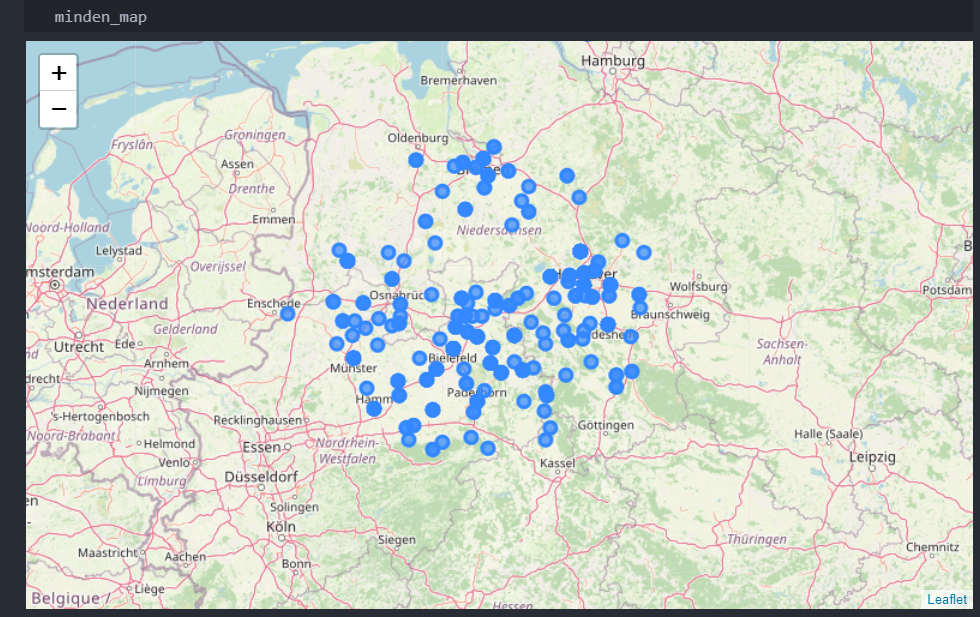 minden_map
+
−
Hamburg
Bremerhaven
Groningen
Oldenburg
Fryslân
Assen
Drenthe
Emmen
Noord-Holland
Niedersachsen
Lelystad
Overijssel
msterdam
Nederland
Enschede
Osnabrück
Wolfsburg
Potsdam
Braunschweig
Gelderland
Utrecht
Ede
Sachsen-
Anhalt
Arnhem
Münster
Bielefeld
drecht
Nijmegen
Hamm
Paderborn
's-Hertogenbosch
Recklinghausen
Göttingen
Noord-Brabant
Helmond
Essen
Nordrhein-
Westfalen
Halle (Saale)
Leipzig
Venlo
Limburg
Düsseldorf
Kassel
Solingen
Köln
Siegen
Thüringen
Maastricht
Aachen
Chemnitz
Bonn
Liège
Belgique /
Hessen
Leaflet